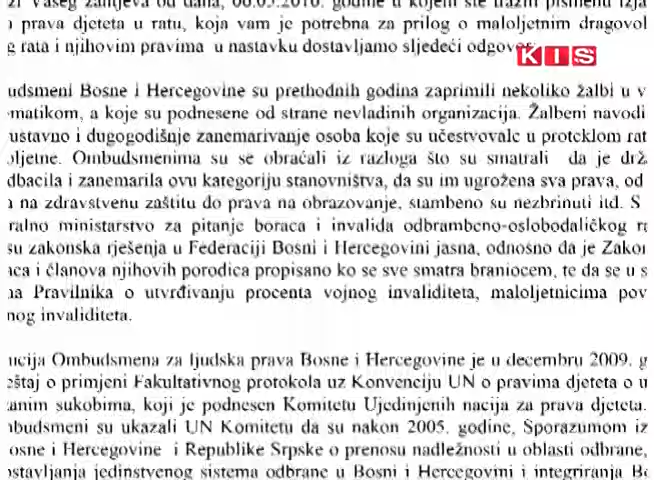 Vašeg zahtjeva od dana, 06.05.2010. godine u kojem ste tražili pismenu izja
prava djeteta u ratu, koja vam je potrebna za prilog o maloljetnim dragovol
g rata i njihovim pravima u nastavku dostavljamo sljedeći odgovor
KIS
udsmeni Bosne i Hercegovine su prethodnih godina zaprimili nekoliko žalbi u v
matikom, a koje su podnesene od strane nevladinih organizacija. Žalbeni navodi
ustavno i dugogodišnje zanemarivanje osoba koje su učestvovale u proteklom rat
oljetne. Ombudsmenima su se obraćali iz razloga što su smatrali da je drž
dbacila i zanemarila ovu kategoriju stanovništva, da su im ugrožena sva prava, od
a na zdravstvenu zaštitu do prava na obrazovanje, stambeno su nezbrinuti itd. S
ralno ministarstvo za pitanje boraca i invalida odbrambeno-oslobodilačkog r
su zakonska rješenja u Federaciji Bosni i Hercegovini jasna, odnosno da je Zakon
aca i članova njihovih porodica propisano ko se sve smatra braniocem, te da se u s
na Pravilnika o utvrđivanju procenta vojnog invaliditeta, maloljetnicima pov
nog invaliditeta.
ucija Ombudsmena za ljudska prava Bosne i Hercegovine je u decembru 2009. g
eštaj o primjeni Fakultativnog protokola uz Konvenciju UN o pravima djeteta o u
anim sukobima, koji je podnesen Komitetu Ujedinjenih nacija za prava djeteta.
budsmeni su ukazali UN Komitetu da su nakon 2005. godine, Sporazumom iz
osne i Hercegovine i Republike Srpske o prenosu nadležnosti u oblasti odbrane,
ostavljanja jedinstvenog sistema odbrane u Bosni i Hercegovini i integriranja B